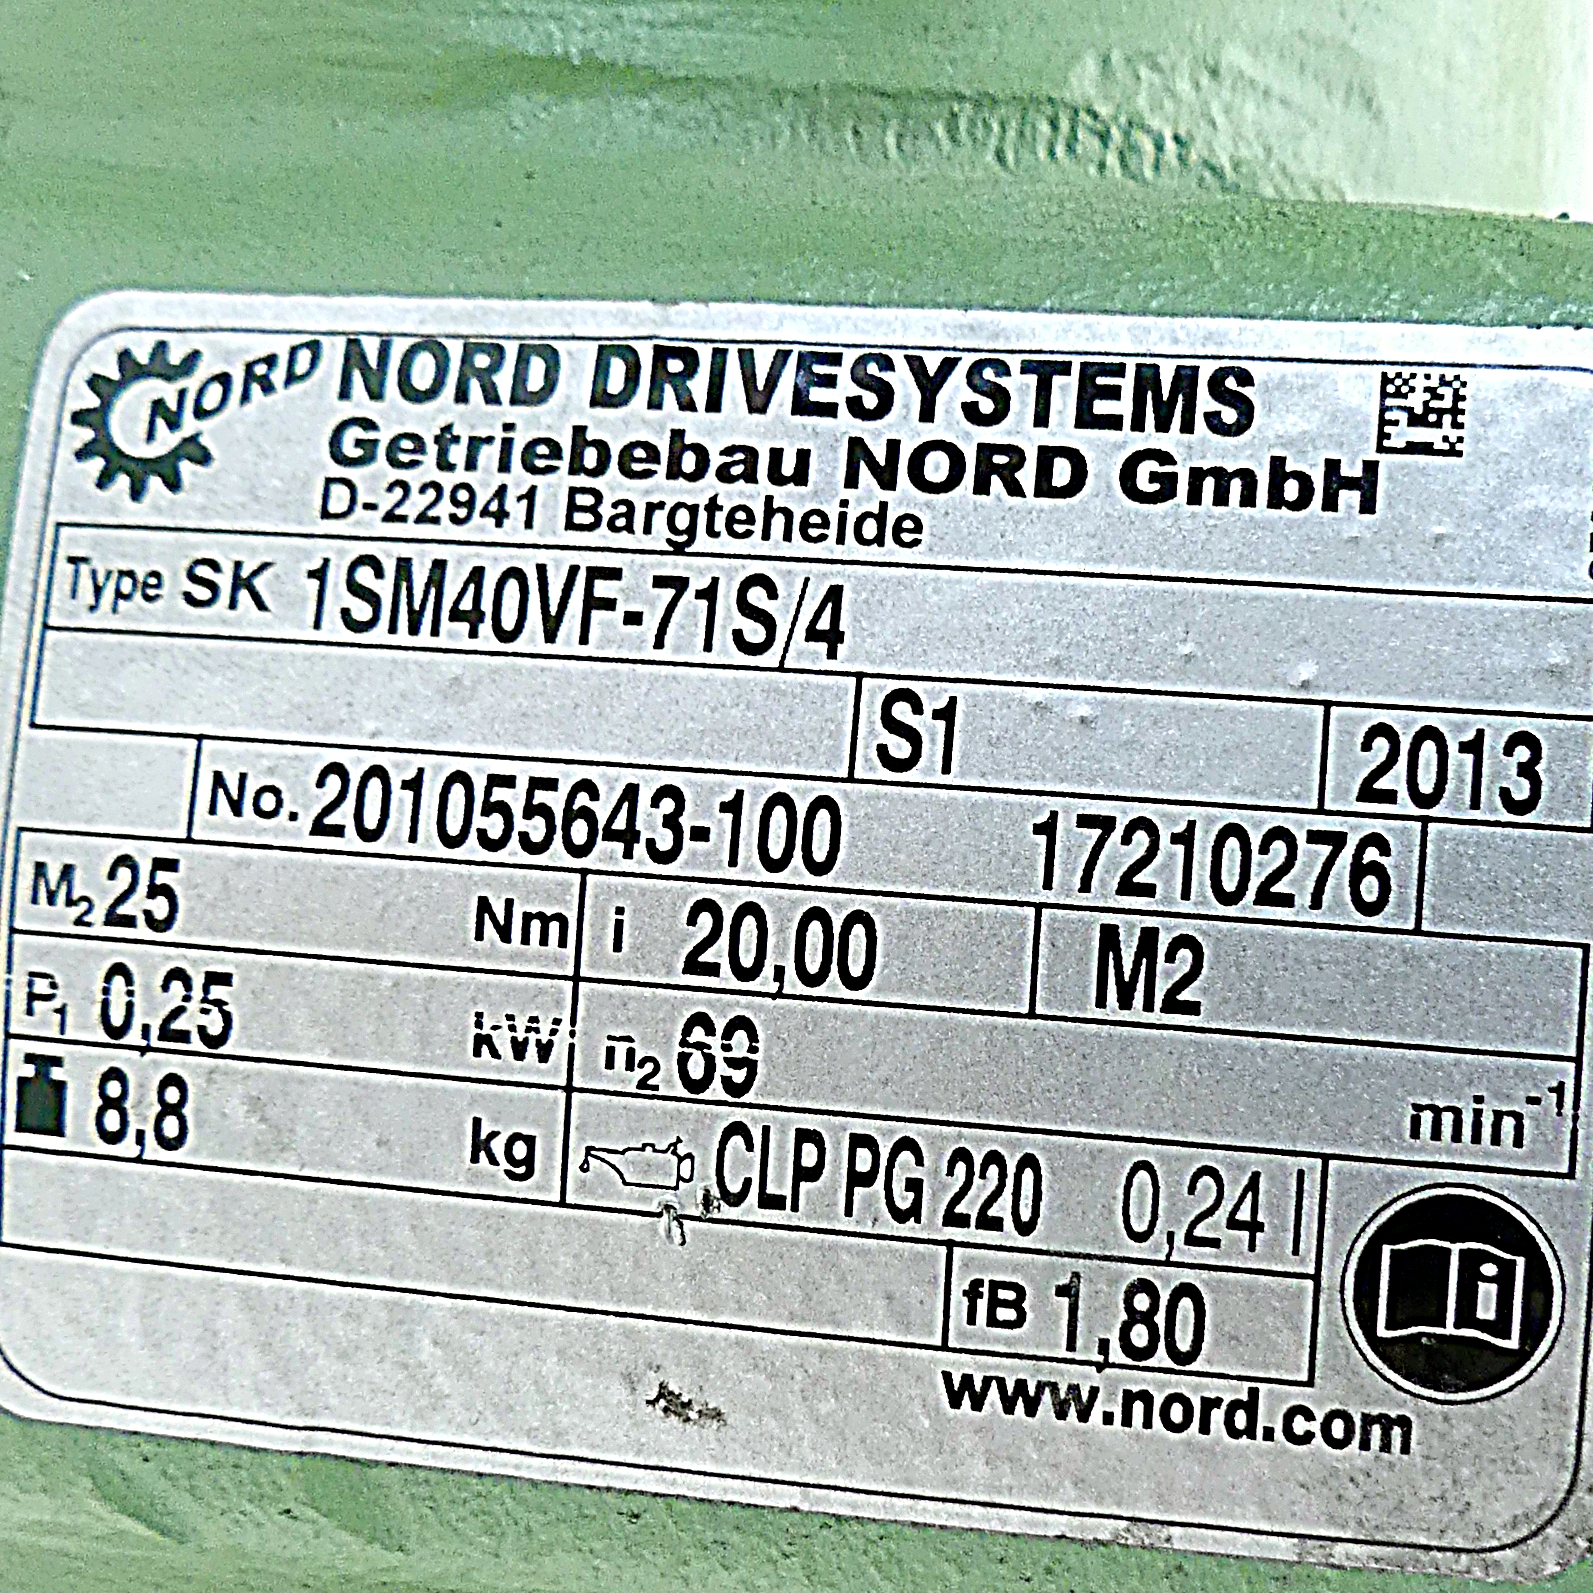 NORD NORD DRIVESYSTEMS
Getriebebau NORD GmbH
D-22941 Bargteheide
Type SK 1SM40VF-71S/4
S1 2013
No. 201055643-100 17210276
M₂ 25 Nm i 20,00 M2
P₁ 0,25 kW n₂ 69 min⁻¹
8,8 kg CLP PG 220 0,24 l
fB 1,80
www.nord.com